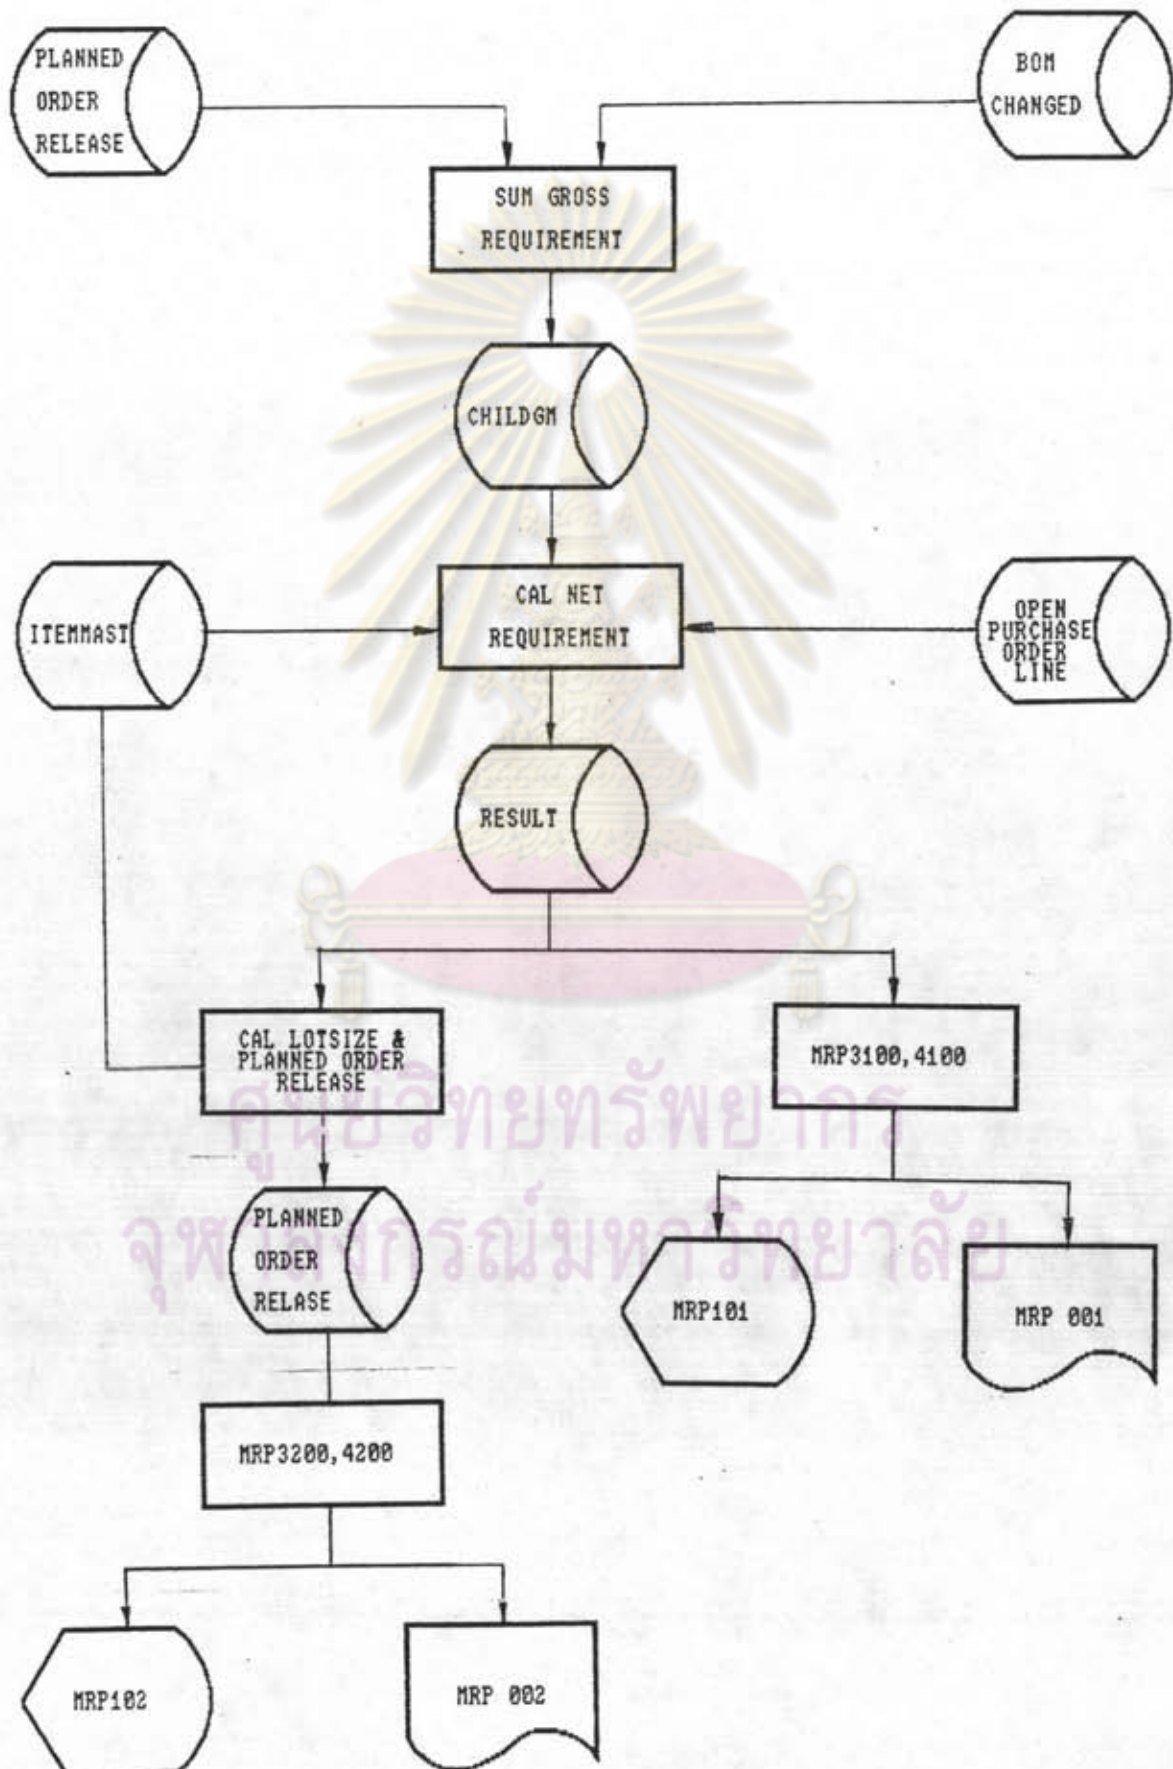 PLANNED
ORDER
RELEASE
BOM
CHANGED
SUM GROSS
REQUIREMENT
CHILDGM
ITEMMAST
CAL NET
REQUIREMENT
OPEN
PURCHASE
ORDER
LINE
RESULT
CAL LOTSIZE &
PLANNED ORDER
RELEASE
MRP3100,4100
ศูนย์วิทยทรัพยากร
จุฬาลงกรณ์มหาวิทยาลัย
PLANNED
ORDER
RELASE
MRP101
MRP 001
MRP3200,4200
MRP102
MRP 002